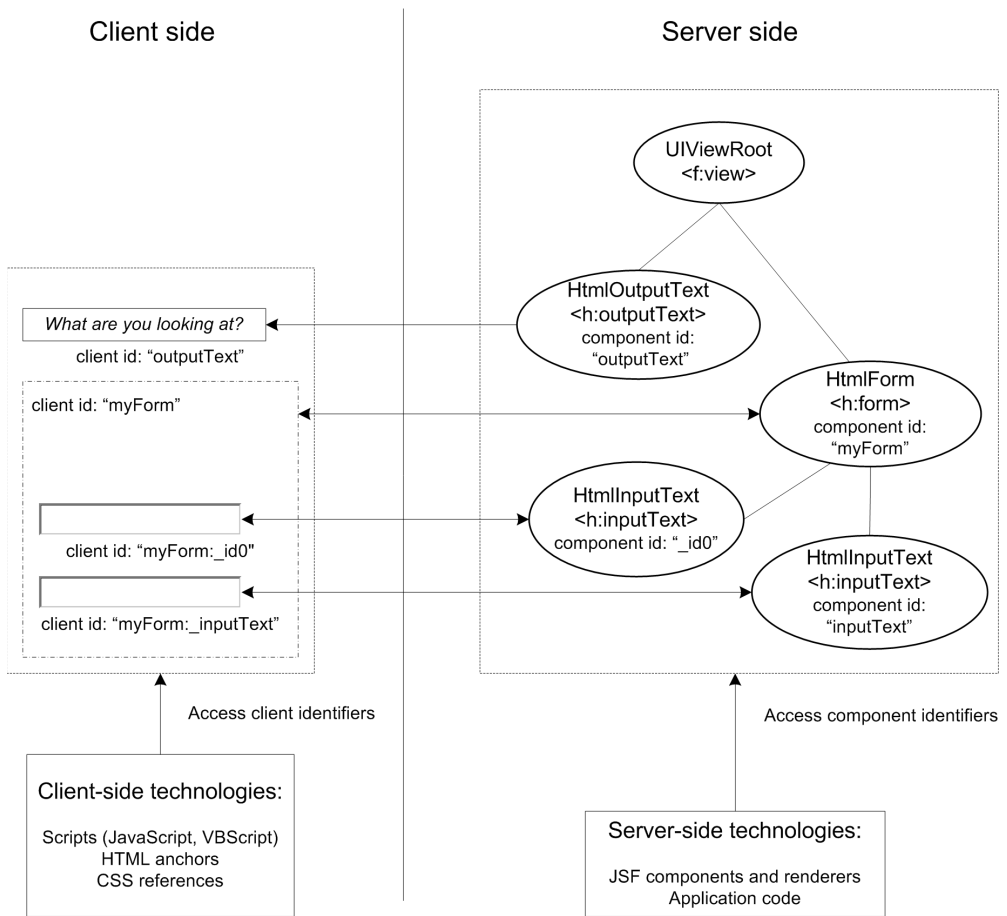 Client side
Server side
UIViewRoot
<f:view>
HtmlOutputText
<h:outputText>
component id:
“outputText”
What are you looking at?
client id: “outputText”
HtmlForm
<h:form>
component id:
“myForm”
client id: “myForm”
HtmlInputText
<h:inputText>
component id: “_id0”
client id: “myForm:_id0"
HtmlInputText
<h:inputText>
component id:
“inputText”
client id: “myForm:_inputText”
Access client identifiers
Access component identifiers
Client-side technologies:
Scripts (JavaScript, VBScript)
HTML anchors
CSS references
Server-side technologies:
JSF components and renderers
Application code